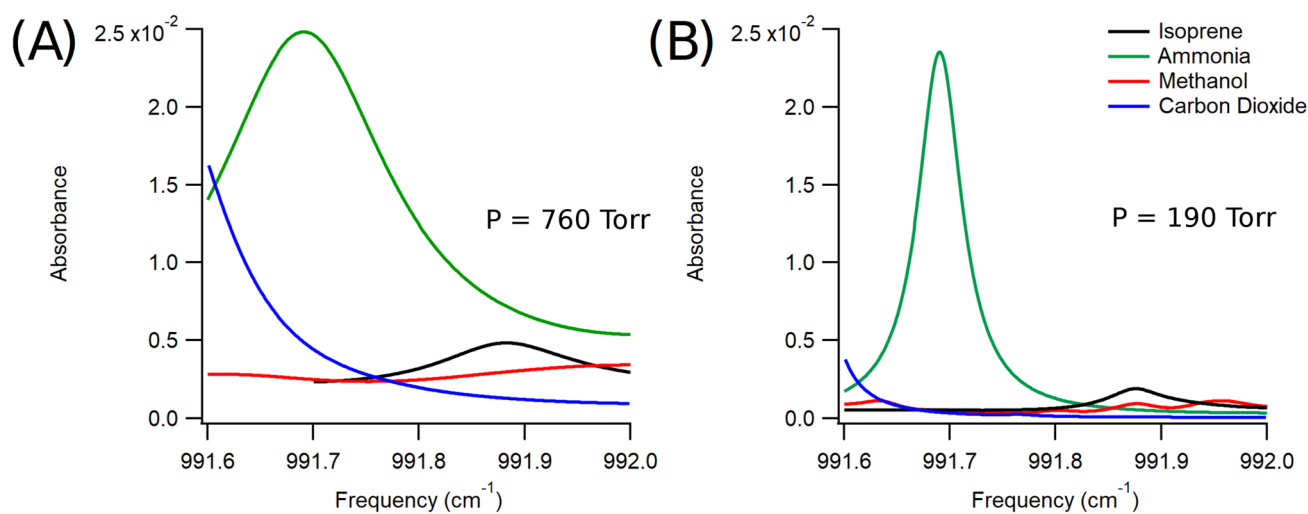 (A)
2.5 x10⁻²
2.0
1.5
1.0
0.5
0.0
Absorbance
P = 760 Torr
991.6 991.7 991.8 991.9 992.0
Frequency (cm⁻¹)
(B)
2.5 x10⁻²
2.0
1.5
1.0
0.5
0.0
Absorbance
Isoprene
Ammonia
Methanol
Carbon Dioxide
P = 190 Torr
991.6 991.7 991.8 991.9 992.0
Frequency (cm⁻¹)